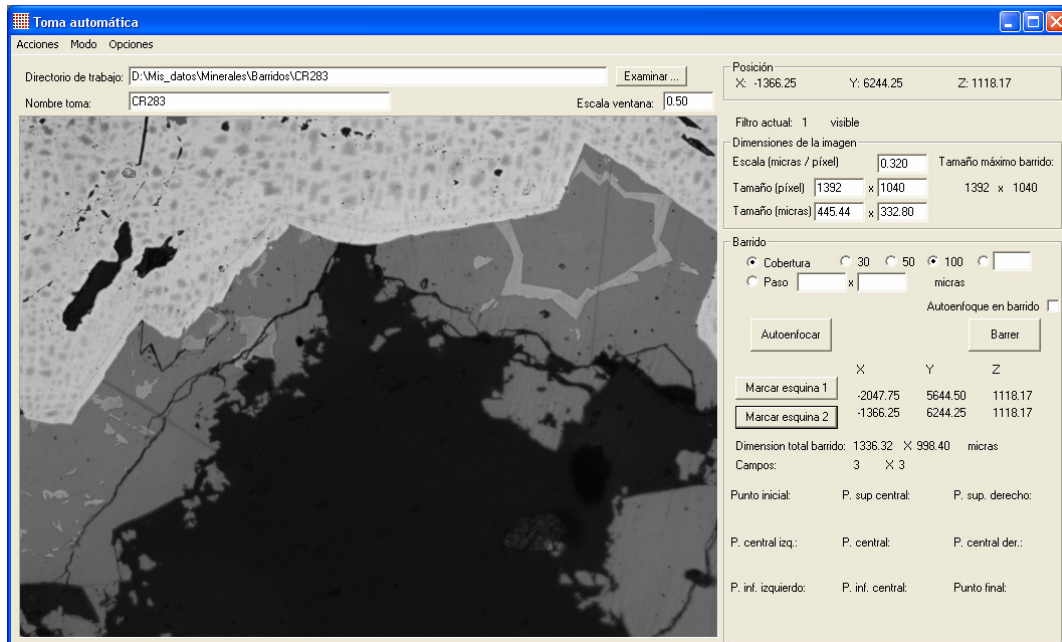 Toma automática
Acciones Modo Opciones
Directorio de trabajo: D:\Mis_datos\Minerales\Barridos\CR283 Examinar ...
Nombre toma: CR283 Escala ventana: 0.50
Posición
X: -1366.25 Y: 6244.25 Z: 1118.17
Filtro actual: 1 visible
Dimensiones de la imagen
Escala (micras / píxel) 0.320 Tamaño máximo barrido:
Tamaño (píxel) 1392 x 1040 1392 x 1040
Tamaño (micras) 445.44 x 332.80
Barrido
Cobertura 30 50 100
Paso x micras
Autoenfoque en barrido
Autoenfocar Barrer
X Y Z
Marcar esquina 1 -2047.75 5644.50 1118.17
Marcar esquina 2 -1366.25 6244.25 1118.17
Dimension total barrido: 1336.32 X 998.40 micras
Campos: 3 X 3
Punto inicial: P. sup central: P. sup. derecho:
P. central izq.: P. central: P. central der.:
P. inf. izquierdo: P. inf. central: Punto final: